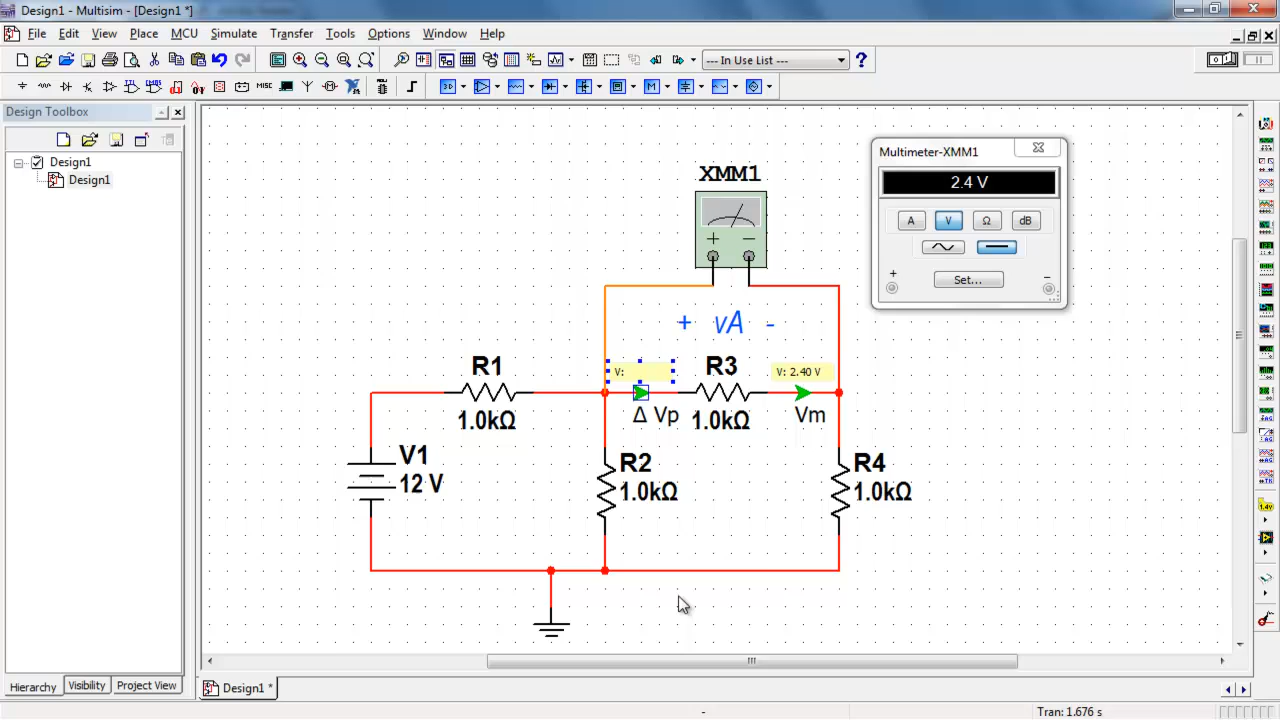 Design1 - Multisim - [Design1 *]
File Edit View Place MCU Simulate Transfer Tools Options Window Help
--- In Use List ---
MISC
Design Toolbox
Design1
Design1
XMM1
Multimeter-XMM1
2.4 V
A V Ω dB
+ Set... -
+ -
+ vA -
R1 V: R3 V: 2.40 V
1.0kΩ Δ Vp 1.0kΩ Vm
V1 R2 R4
12 V 1.0kΩ 1.0kΩ
Hierarchy Visibility Project View
Design1 *
- Tran: 1.676 s